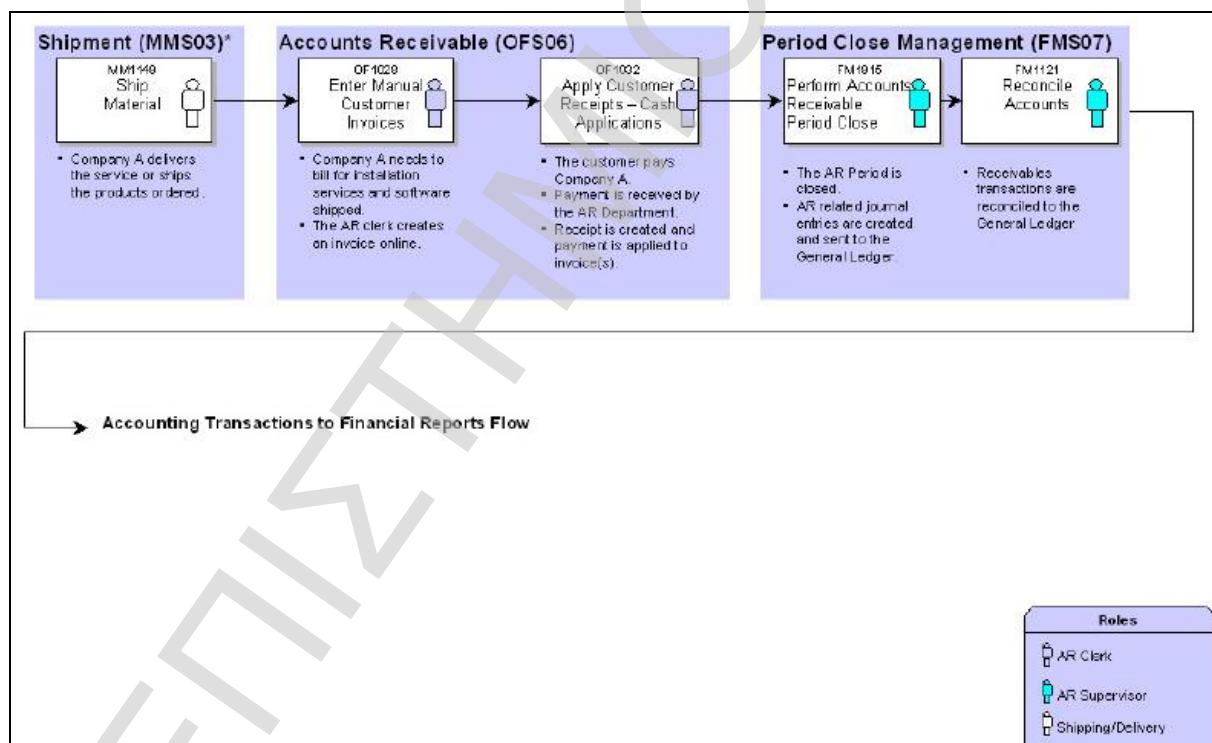 Shipment (MMS03)*
MM1149
Ship
Material
• Company A delivers
the service or ships
the products ordered.
Accounts Receivable (OFS06)
OF1029
Enter Manual
Customer
Invoices
• Company A needs to
bill for installation
services and software
shipped.
• The AR clerk creates
an invoice online.
OF1032
Apply Customer
Receipts – Cash
Applications
• The customer pays
Company A.
• Payment is received by
the AR Department.
• Receipt is created and
payment is applied to
invoice(s).
Period Close Management (FMS07)
FM1915
Perform Accounts
Receivable
Period Close
• The AR Period is
closed.
• AR related journal
entries are created
and sent to the
General Ledger.
FM1121
Reconcile
Accounts
• Receivables
transactions are
reconciled to the
General Ledger
Accounting Transactions to Financial Reports Flow
Roles
AR Clerk
AR Supervisor
Shipping/Delivery